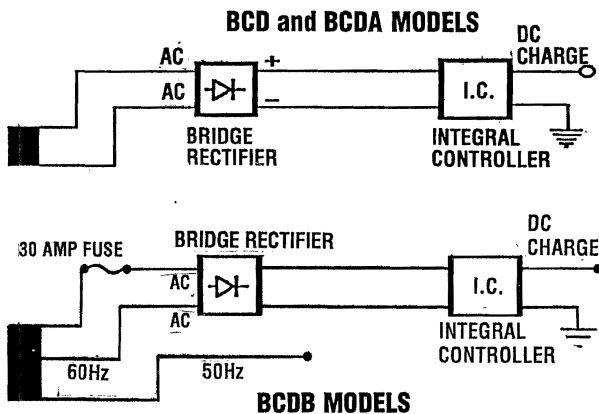 BCD and BCDA MODELS
DC
CHARGE
AC
+
AC
−
I.C.
BRIDGE
RECTIFIER
INTEGRAL
CONTROLLER
30 AMP FUSE
BRIDGE RECTIFIER
DC
CHARGE
AC
AC
I.C.
INTEGRAL
CONTROLLER
60Hz
50Hz
BCDB MODELS